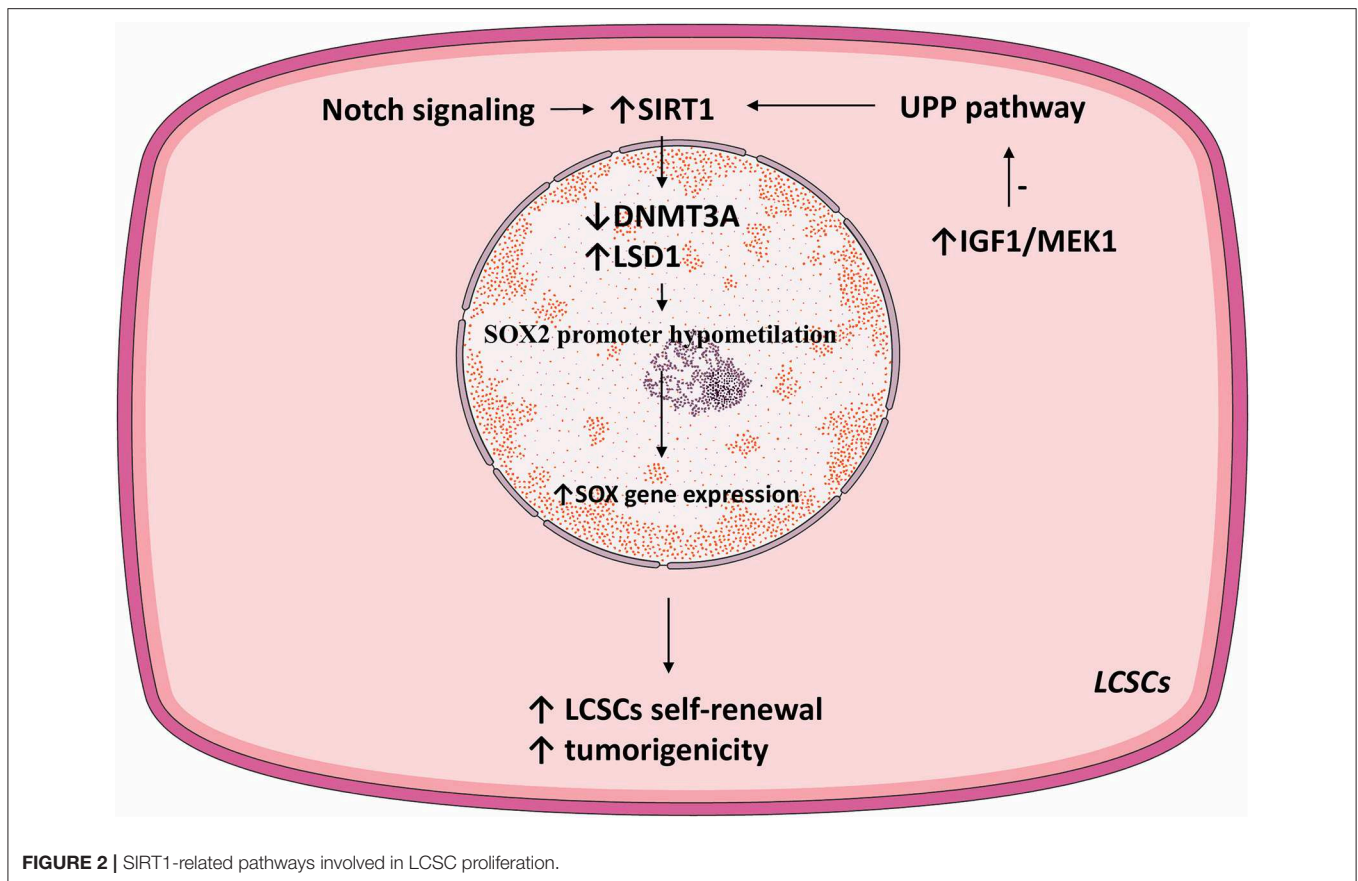 Notch signaling → ↑SIRT1 ← UPP pathway
-
↓DNMT3A
↑IGF1/MEK1
↑LSD1
SOX2 promoter hypometilation
↑SOX gene expression
LCSCs
↑ LCSCs self-renewal
↑ tumorigenicity
FIGURE 2 | SIRT1-related pathways involved in LCSC proliferation.